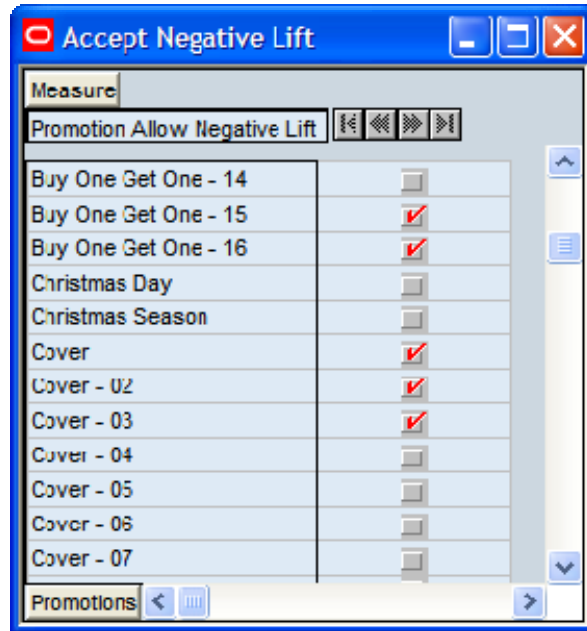 Accept Negative Lift
Measure
Promotion Allow Negative Lift
Buy One Get One - 14
Buy One Get One - 15
Buy One Get One - 16
Christmas Day
Christmas Season
Cover
Cover - 02
Cover - 03
Cover - 04
Cover - 05
Cover - 06
Cover - 07
Promotions